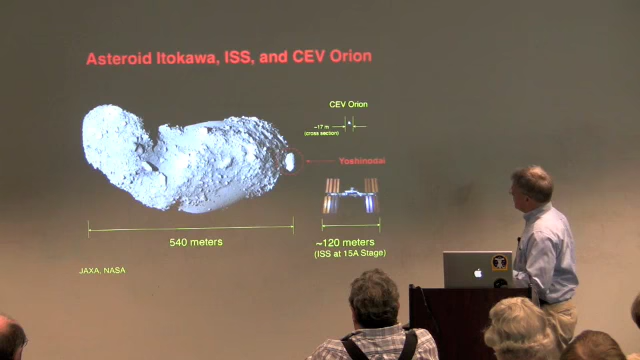 Asteroid Itokawa, ISS, and CEV Orion
CEV Orion
~17 m
(cross section)
Yoshinodai
540 meters
~120 meters
(ISS at 15A Stage)
JAXA, NASA